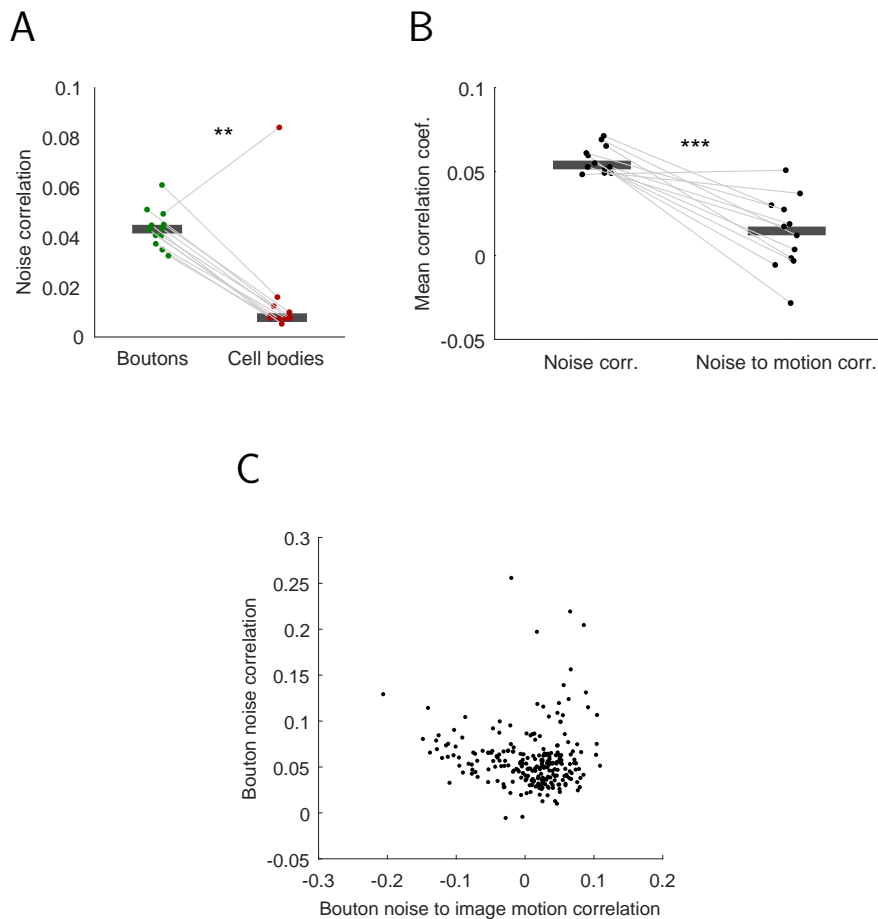 A
B
0.1
0.08
0.06
0.04
0.02
0
Noise correlation
**
Boutons
Cell bodies
0.1
0.05
0
-0.05
Mean correlation coef.
***
Noise corr.
Noise to motion corr.
C
0.3
0.25
0.2
0.15
0.1
0.05
0
-0.05
Bouton noise correlation
-0.3
-0.2
-0.1
0
0.1
0.2
Bouton noise to image motion correlation